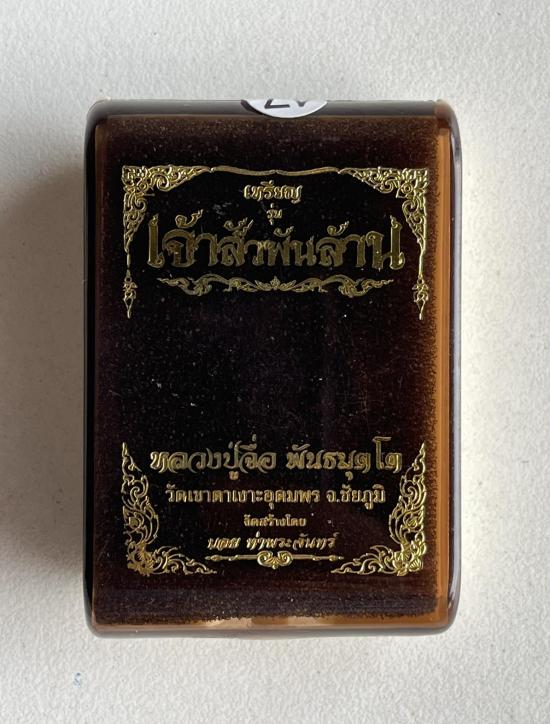 เหรียญ
รุ่น
เจ้าสัวพันล้าน
หลวงปู่จื่อ พันธมุตโต
วัดเขาตาเงาะอุดมพร จ.ชัยภูมิ
จัดสร้างโดย
บอย ท่าพระจันทร์